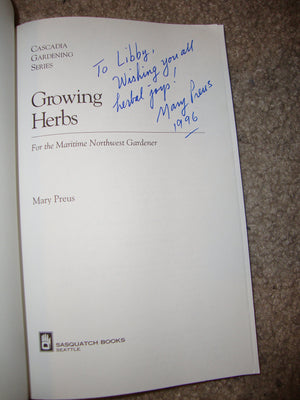 CASCADIA
GARDENING
SERIES
To Libby,
Wishing you all
herbal joys!
Mary Preus
1996
Growing
Herbs
For the Maritime Northwest Gardener
Mary Preus
SASQUATCH BOOKS
SEATTLE